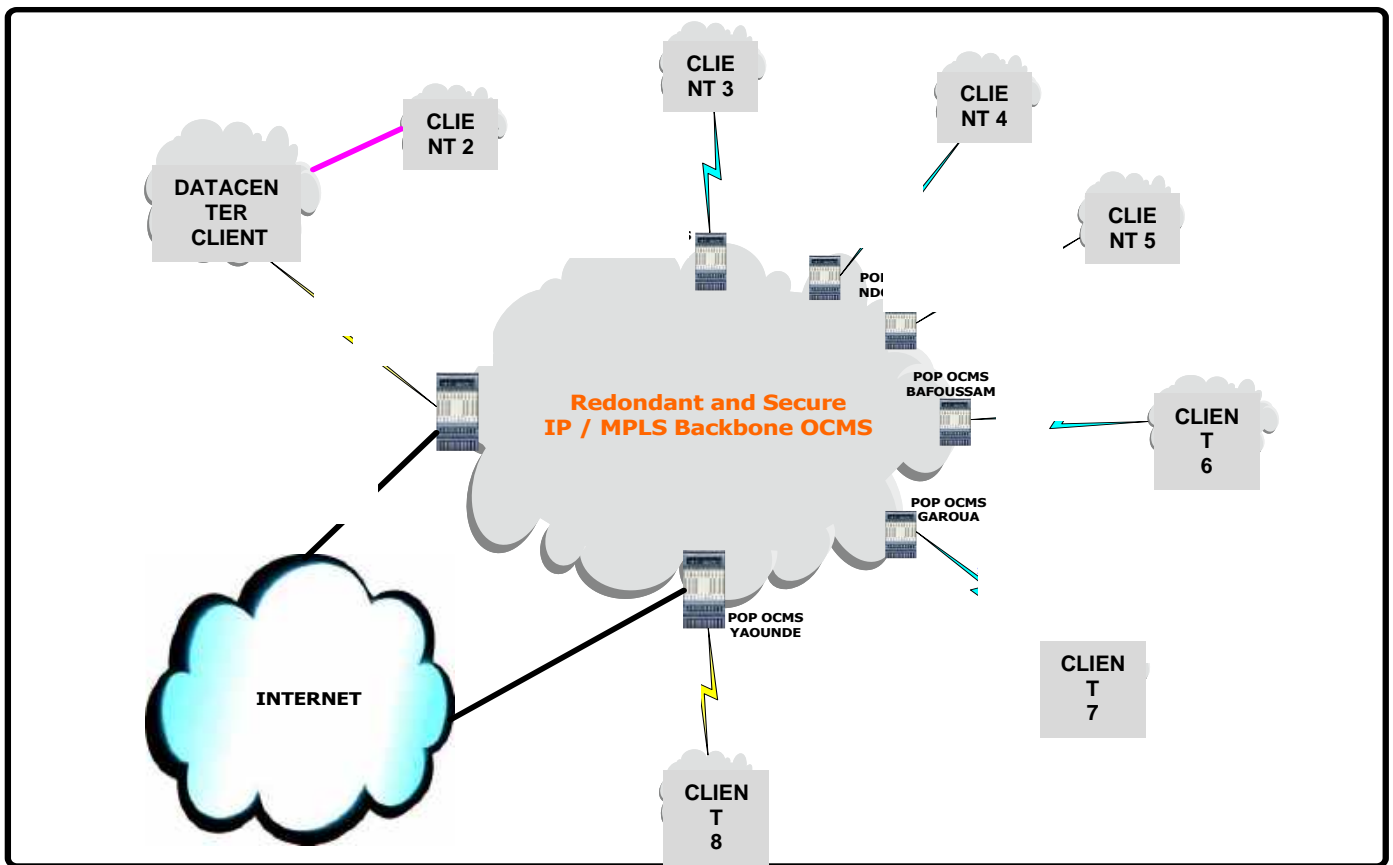 CLIE
NT 3
CLIE
NT 4
CLIE
NT 2
DATACEN
TER
CLIENT
CLIE
NT 5
POP OCMS
BAFOUSSAM
Redondant and Secure
IP / MPLS Backbone OCMS
CLIEN
T
6
POP OCMS
GAROUA
POP OCMS
YAOUNDE
INTERNET
CLIEN
T
7
CLIEN
T
8